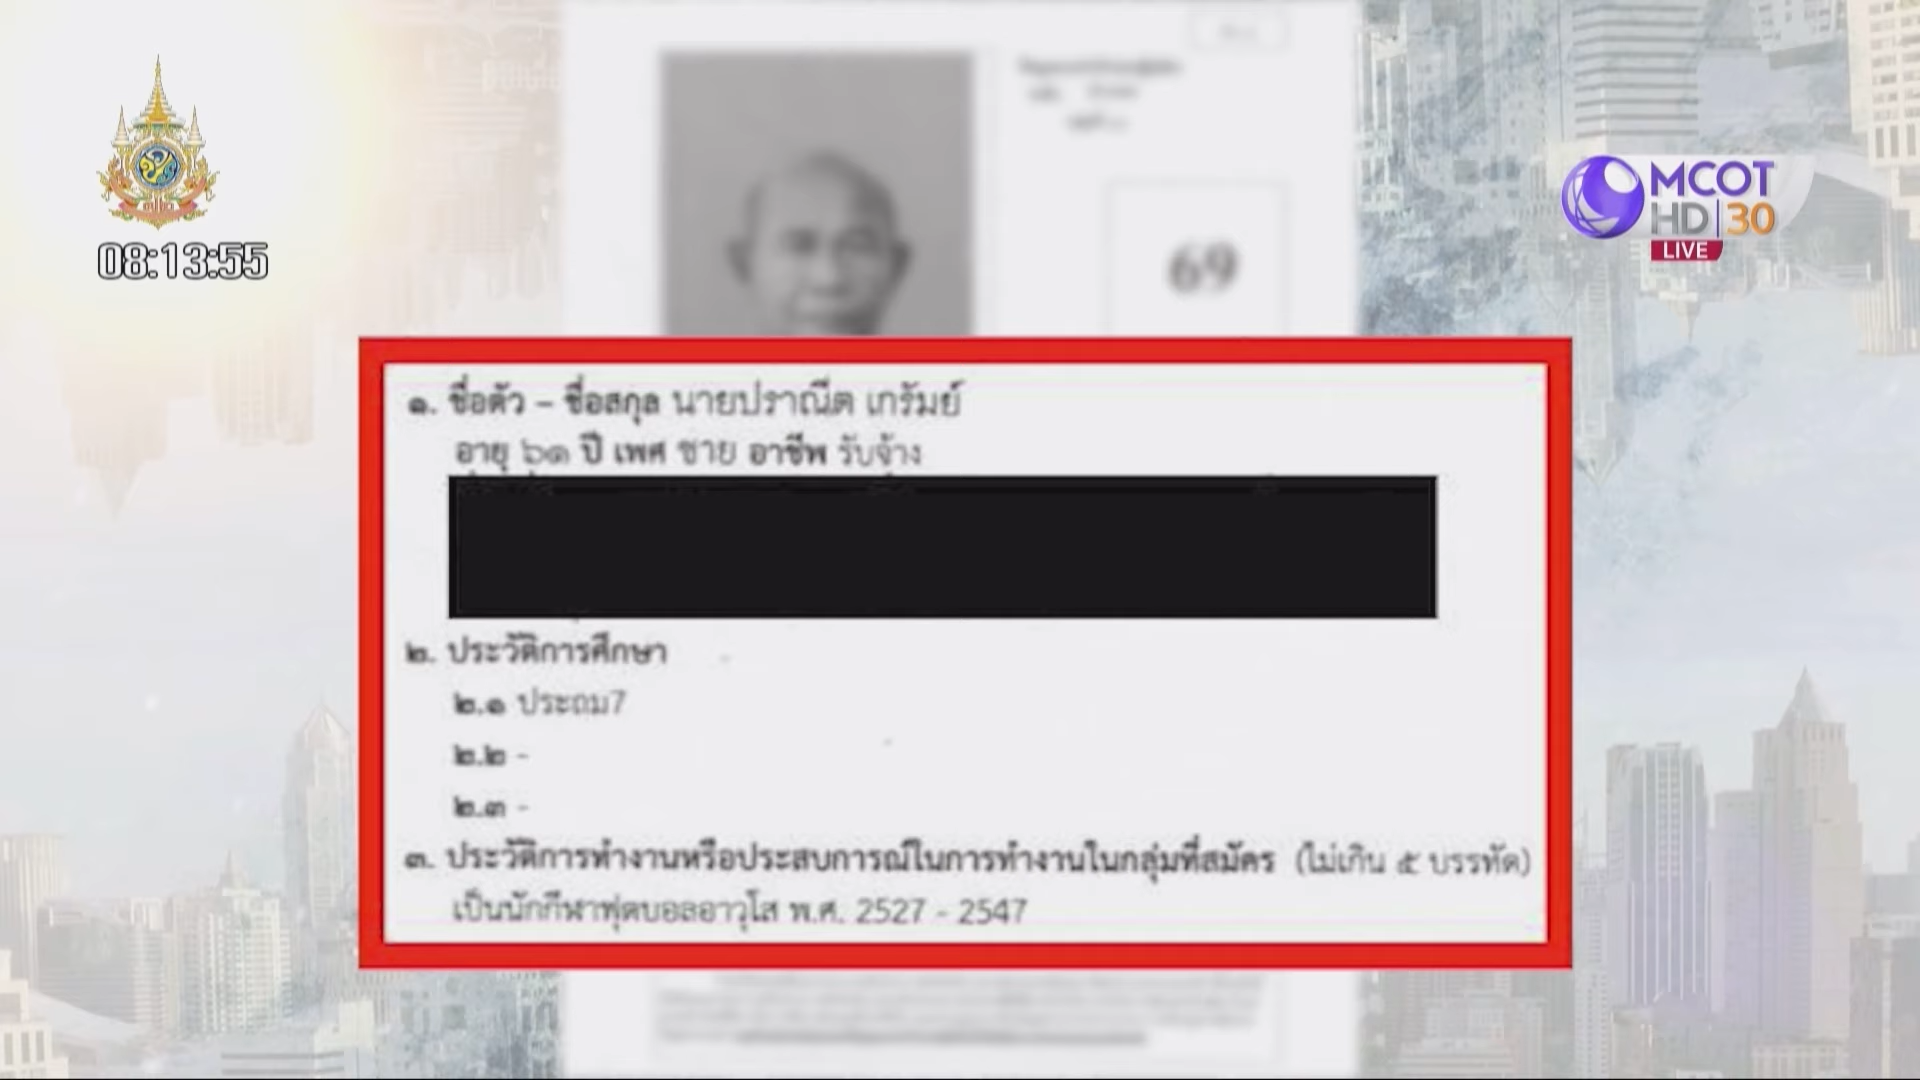 08:13:55
MCOT
HD 30
LIVE
69
๑. ชื่อตัว – ชื่อสกุล นายปราณีต เกรัมย์
อายุ ๖๑ ปี เพศ ชาย อาชีพ รับจ้าง
๒. ประวัติการศึกษา
๒.๑ ประถม7
๒.๒ -
๒.๓ -
๓. ประวัติการทำงานหรือประสบการณ์ในการทำงานในกลุ่มที่สมัคร (ไม่เกิน ๕ บรรทัด)
เป็นนักกีฬาฟุตบอลอาวุโส พ.ศ. 2527 - 2547